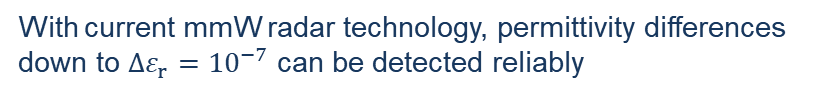 With current mmW radar technology, permittivity differences
down to Δεᵣ = 10⁻⁷ can be detected reliably